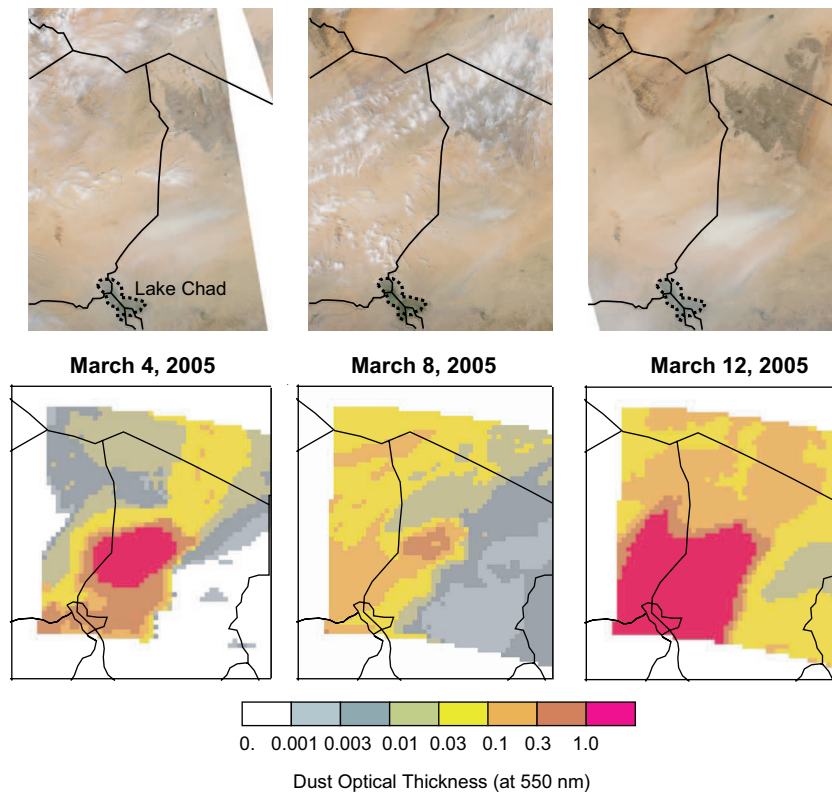 Lake Chad
March 4, 2005 March 8, 2005 March 12, 2005
0. 0.001 0.003 0.01 0.03 0.1 0.3 1.0
Dust Optical Thickness (at 550 nm)